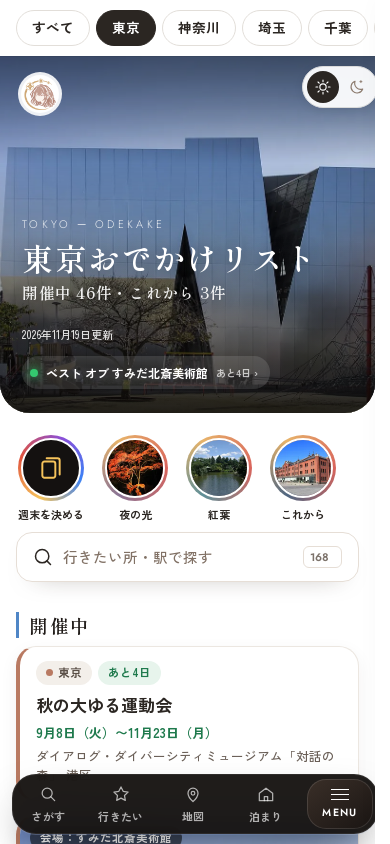 すべて
東京
神奈川
埼玉
千葉
TOKYO — ODEKAKE
東京おでかけリスト
開催中 46件・これから 3件
2026年11月19日更新
ベスト オブ すみだ北斎美術館 あと4日 ›
週末を決める
夜の光
紅葉
これから
行きたい所・駅で探す
168
開催中
東京
あと4日
秋の大ゆる運動会
9月8日（火）〜11月23日（月）
ダイアログ・ダイバーシティミュージアム「対話の
会場：すみだ北斎美術館
さがす
行きたい
地図
泊まり
MENU